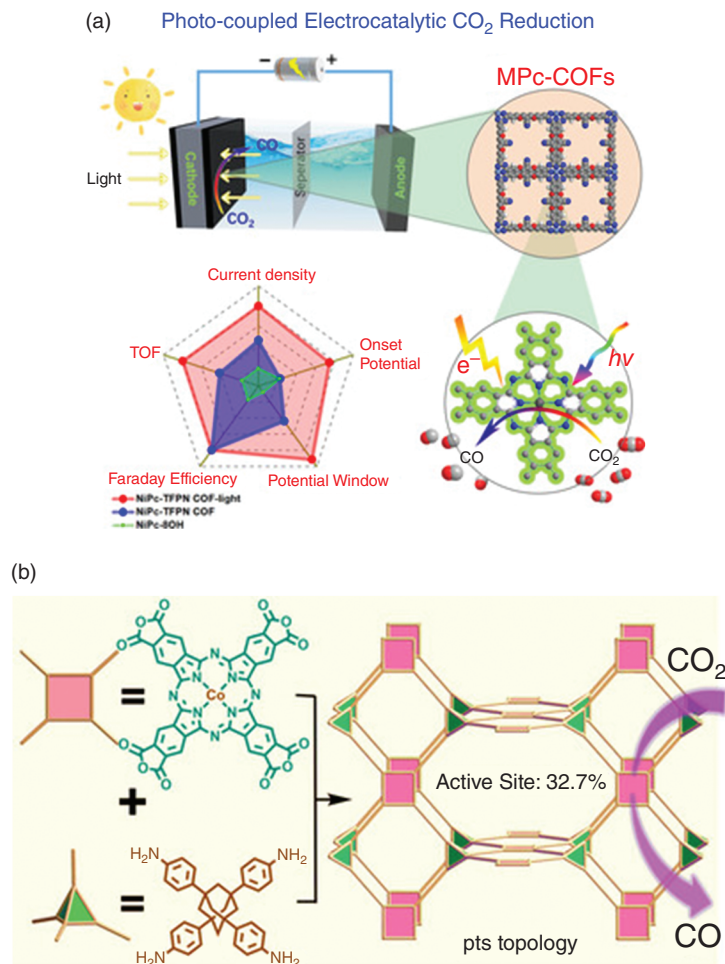 (a)
Photo-coupled Electrocatalytic CO₂ Reduction
− +
MPc-COFs
Light
Cathode
CO
CO₂
Seperator
Anode
Current density
TOF
Onset
Potential
Faraday Efficiency
Potential Window
NiPc-TFPN COF-light
NiPc-TFPN COF
NiPc-8OH
e⁻
hv
CO
CO₂
(b)
O O O O
O O
O O
N N N
N Co N
N N N
O O
O O
O O O O
=
+
H₂N NH₂
=
H₂N NH₂
CO₂
Active Site: 32.7%
CO
pts topology